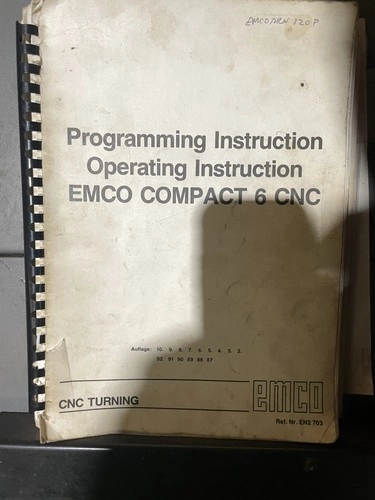 EMCOTURN 120P
Programming Instruction
Operating Instruction
EMCO COMPACT 6 CNC
Auflage: 10. 9. 8. 7. 6. 5. 4. 3. 2.
92 91 90 89 88 87
CNC TURNING
emco
Ref. Nr. EN2 703